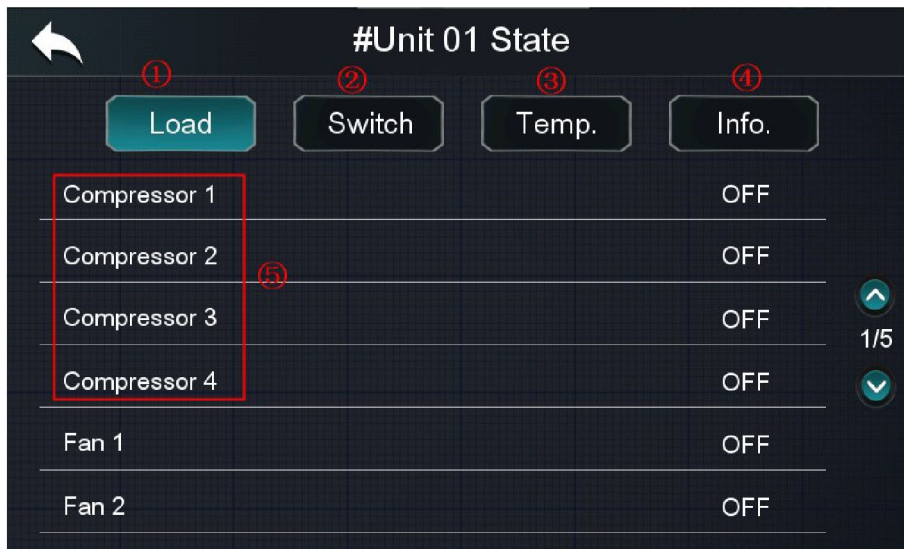 #Unit 01 State
① ② ③ ④
Load Switch Temp. Info.
Compressor 1 OFF
Compressor 2 OFF
⑤
Compressor 3 OFF
1/5
Compressor 4 OFF
Fan 1 OFF
Fan 2 OFF